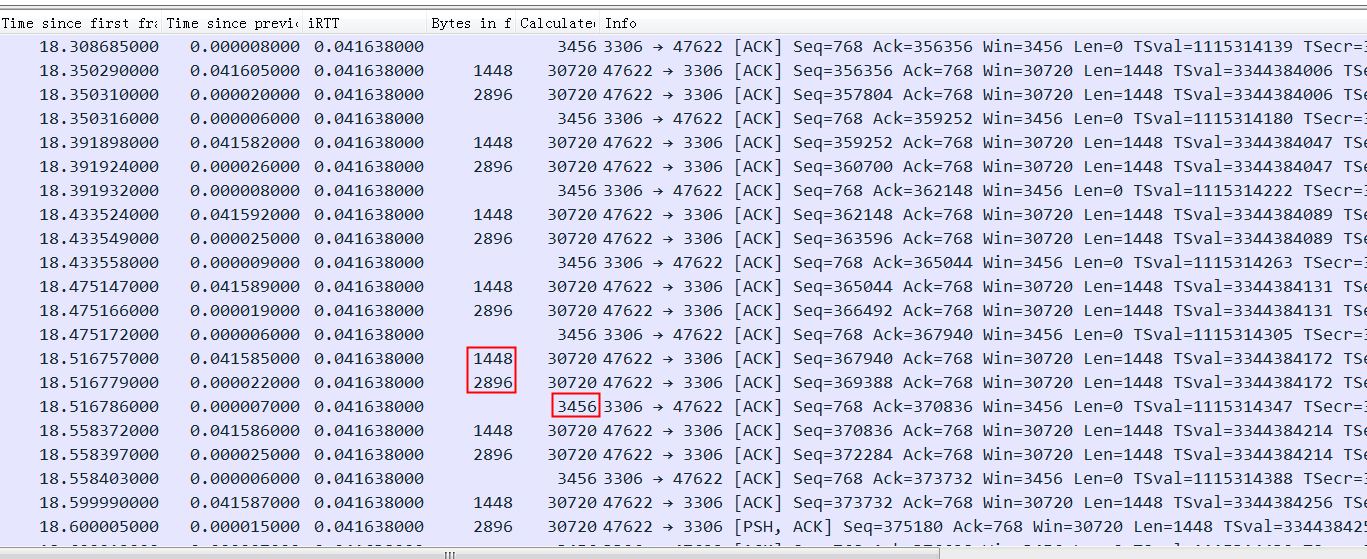 Time since first fra Time since previo iRTT Bytes in f Calculated Info
18.308685000 0.000008000 0.041638000 3456 3306 → 47622 [ACK] Seq=768 Ack=356356 Win=3456 Len=0 TSval=1115314139 TSecr=3
18.350290000 0.041605000 0.041638000 1448 30720 47622 → 3306 [ACK] Seq=356356 Ack=768 Win=30720 Len=1448 TSval=3344384006 TSe
18.350310000 0.000020000 0.041638000 2896 30720 47622 → 3306 [ACK] Seq=357804 Ack=768 Win=30720 Len=1448 TSval=3344384006 TSe
18.350316000 0.000006000 0.041638000 3456 3306 → 47622 [ACK] Seq=768 Ack=359252 Win=3456 Len=0 TSval=1115314180 TSecr=3
18.391898000 0.041582000 0.041638000 1448 30720 47622 → 3306 [ACK] Seq=359252 Ack=768 Win=30720 Len=1448 TSval=3344384047 TSe
18.391924000 0.000026000 0.041638000 2896 30720 47622 → 3306 [ACK] Seq=360700 Ack=768 Win=30720 Len=1448 TSval=3344384047 TSe
18.391932000 0.000008000 0.041638000 3456 3306 → 47622 [ACK] Seq=768 Ack=362148 Win=3456 Len=0 TSval=1115314222 TSecr=3
18.433524000 0.041592000 0.041638000 1448 30720 47622 → 3306 [ACK] Seq=362148 Ack=768 Win=30720 Len=1448 TSval=3344384089 TSe
18.433549000 0.000025000 0.041638000 2896 30720 47622 → 3306 [ACK] Seq=363596 Ack=768 Win=30720 Len=1448 TSval=3344384089 TSe
18.433558000 0.000009000 0.041638000 3456 3306 → 47622 [ACK] Seq=768 Ack=365044 Win=3456 Len=0 TSval=1115314263 TSecr=3
18.475147000 0.041589000 0.041638000 1448 30720 47622 → 3306 [ACK] Seq=365044 Ack=768 Win=30720 Len=1448 TSval=3344384131 TSe
18.475166000 0.000019000 0.041638000 2896 30720 47622 → 3306 [ACK] Seq=366492 Ack=768 Win=30720 Len=1448 TSval=3344384131 TSe
18.475172000 0.000006000 0.041638000 3456 3306 → 47622 [ACK] Seq=768 Ack=367940 Win=3456 Len=0 TSval=1115314305 TSecr=3
18.516757000 0.041585000 0.041638000 1448 30720 47622 → 3306 [ACK] Seq=367940 Ack=768 Win=30720 Len=1448 TSval=3344384172 TSe
18.516779000 0.000022000 0.041638000 2896 30720 47622 → 3306 [ACK] Seq=369388 Ack=768 Win=30720 Len=1448 TSval=3344384172 TSe
18.516786000 0.000007000 0.041638000 3456 3306 → 47622 [ACK] Seq=768 Ack=370836 Win=3456 Len=0 TSval=1115314347 TSecr=3
18.558372000 0.041586000 0.041638000 1448 30720 47622 → 3306 [ACK] Seq=370836 Ack=768 Win=30720 Len=1448 TSval=3344384214 TSe
18.558397000 0.000025000 0.041638000 2896 30720 47622 → 3306 [ACK] Seq=372284 Ack=768 Win=30720 Len=1448 TSval=3344384214 TSe
18.558403000 0.000006000 0.041638000 3456 3306 → 47622 [ACK] Seq=768 Ack=373732 Win=3456 Len=0 TSval=1115314388 TSecr=3
18.599990000 0.041587000 0.041638000 1448 30720 47622 → 3306 [ACK] Seq=373732 Ack=768 Win=30720 Len=1448 TSval=3344384256 TSe
18.600005000 0.000015000 0.041638000 2896 30720 47622 → 3306 [PSH, ACK] Seq=375180 Ack=768 Win=30720 Len=1448 TSval=334438425